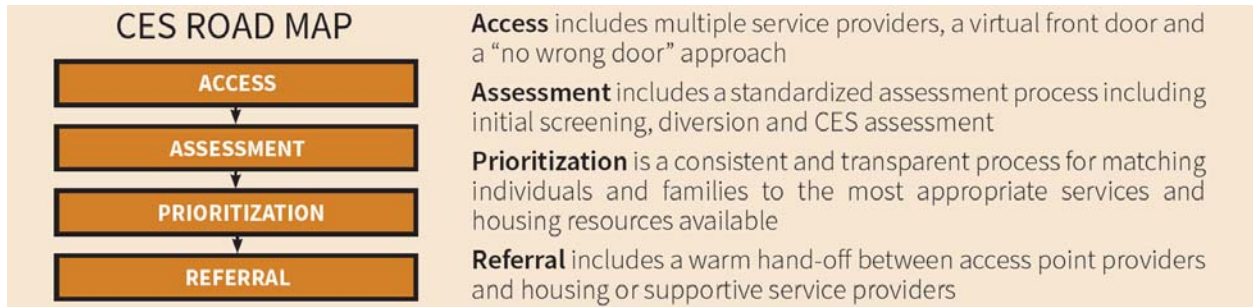 CES ROAD MAP
ACCESS
ASSESSMENT
PRIORITIZATION
REFERRAL
Access includes multiple service providers, a virtual front door and
a “no wrong door” approach
Assessment includes a standardized assessment process including
initial screening, diversion and CES assessment
Prioritization is a consistent and transparent process for matching
individuals and families to the most appropriate services and
housing resources available
Referral includes a warm hand-off between access point providers
and housing or supportive service providers